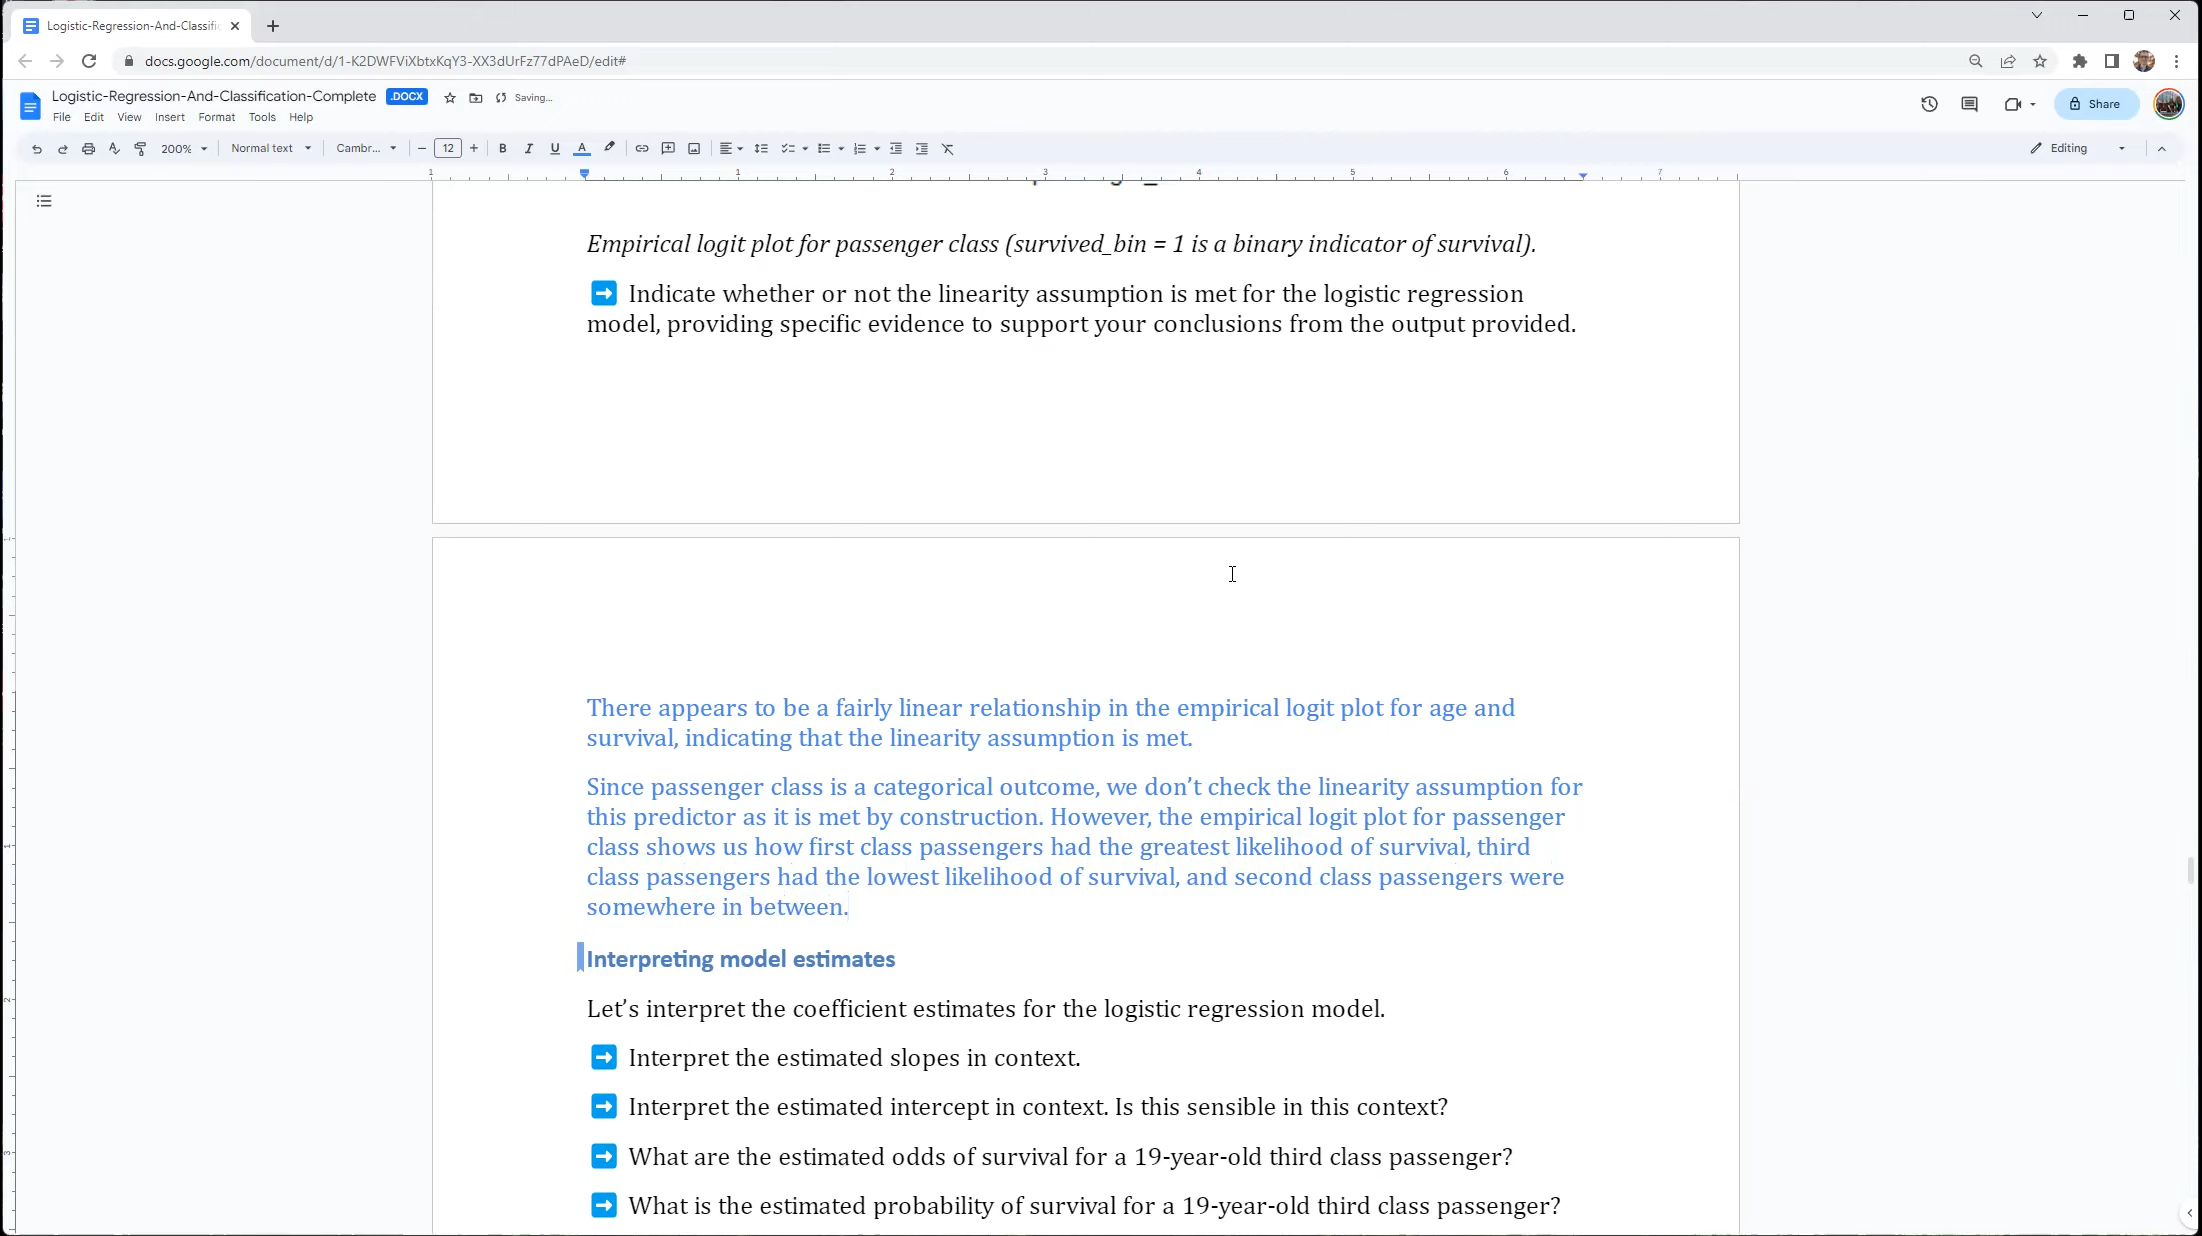 Logistic-Regression-And-Classific
docs.google.com/document/d/1-K2DWFViXbtxKqY3-XX3dUrFz77dPAeD/edit#
Logistic-Regression-And-Classification-Complete .DOCX Saving...
File Edit View Insert Format Tools Help
Share
200% Normal text Cambr... 12 B I U A Editing
1 1 2 3 4 5 6 7
Empirical logit plot for passenger class (survived_bin = 1 is a binary indicator of survival).
Indicate whether or not the linearity assumption is met for the logistic regression
model, providing specific evidence to support your conclusions from the output provided.
There appears to be a fairly linear relationship in the empirical logit plot for age and
survival, indicating that the linearity assumption is met.
Since passenger class is a categorical outcome, we don't check the linearity assumption for
this predictor as it is met by construction. However, the empirical logit plot for passenger
class shows us how first class passengers had the greatest likelihood of survival, third
class passengers had the lowest likelihood of survival, and second class passengers were
somewhere in between.
Interpreting model estimates
Let's interpret the coefficient estimates for the logistic regression model.
Interpret the estimated slopes in context.
Interpret the estimated intercept in context. Is this sensible in this context?
What are the estimated odds of survival for a 19-year-old third class passenger?
What is the estimated probability of survival for a 19-year-old third class passenger?